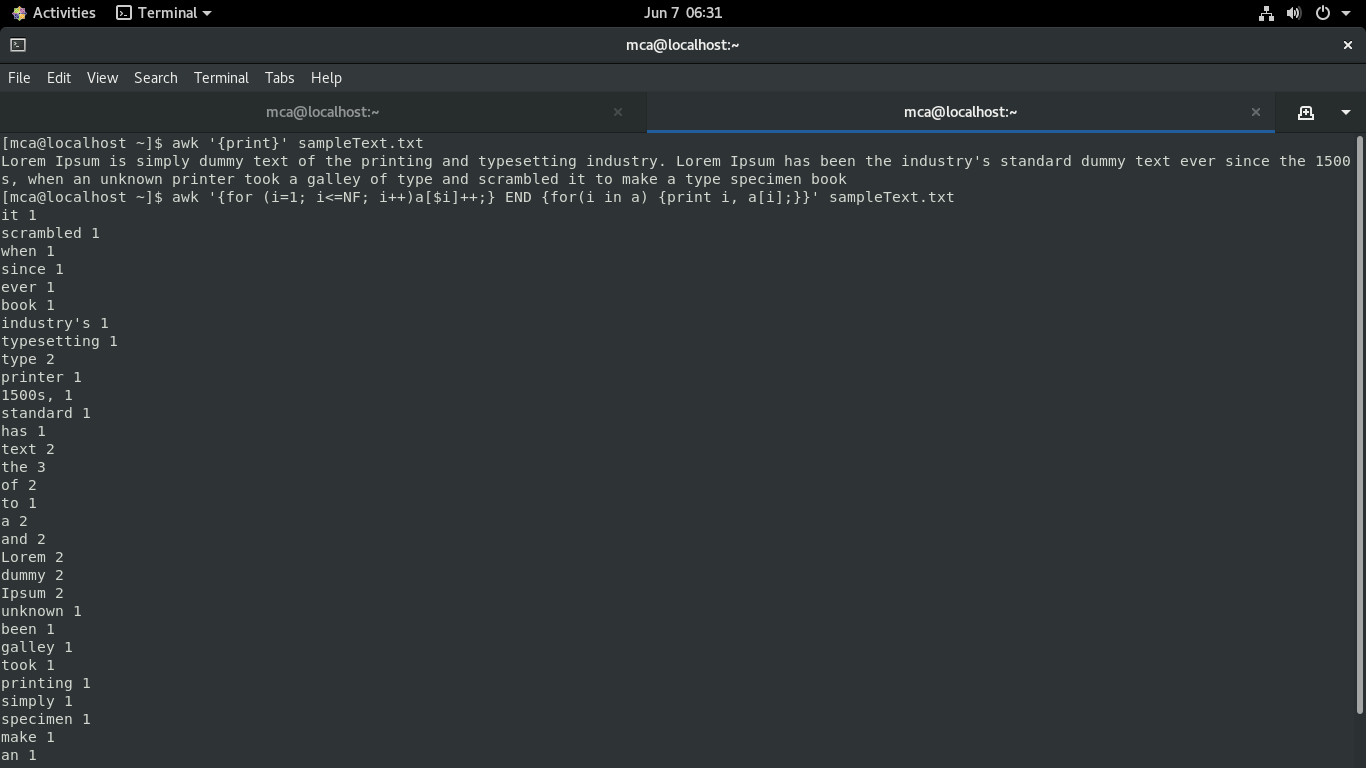 Activities Terminal Jun 7 06:31
mca@localhost:~
File Edit View Search Terminal Tabs Help
mca@localhost:~ mca@localhost:~
[mca@localhost ~]$ awk '{print}' sampleText.txt
Lorem Ipsum is simply dummy text of the printing and typesetting industry. Lorem Ipsum has been the industry's standard dummy text ever since the 1500
s, when an unknown printer took a galley of type and scrambled it to make a type specimen book
[mca@localhost ~]$ awk '{for (i=1; i<=NF; i++)a[$i]++;} END {for(i in a) {print i, a[i];}}' sampleText.txt
it 1
scrambled 1
when 1
since 1
ever 1
book 1
industry's 1
typesetting 1
type 2
printer 1
1500s, 1
standard 1
has 1
text 2
the 3
of 2
to 1
a 2
and 2
Lorem 2
dummy 2
Ipsum 2
unknown 1
been 1
galley 1
took 1
printing 1
simply 1
specimen 1
make 1
an 1